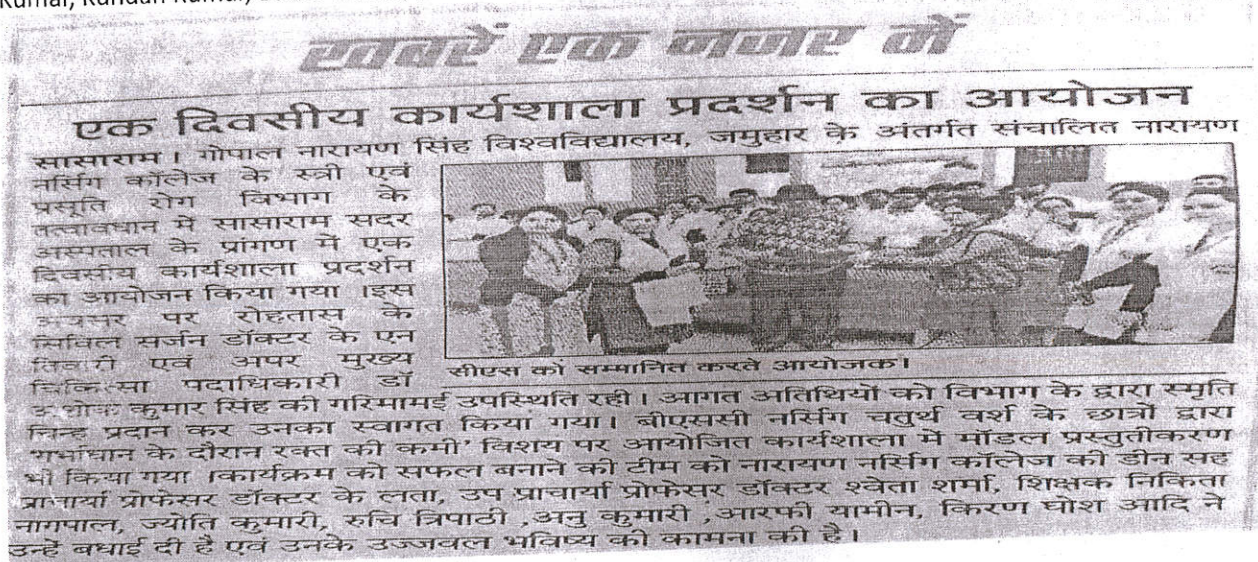 Kumar, Kundan Kumar,
खबरें एक नजर में
एक दिवसीय कार्यशाला प्रदर्शन का आयोजन
सासाराम। गोपाल नारायण सिंह विश्वविद्यालय, जमुहार के अंतर्गत संचालित नारायण
नर्सिंग कॉलेज के स्त्री एवं
प्रसूति रोग विभाग के
तत्वावधान में सासाराम सदर
अस्पताल के प्रांगण में एक
दिवसीय कार्यशाला प्रदर्शन
का आयोजन किया गया ।इस
अवसर पर रोहतास के
सिविल सर्जन डॉक्टर के एन
तिवारी एवं अपर मुख्य
चिकित्सा पदाधिकारी डॉ
सीएस को सम्मानित करते आयोजक।
अशोक कुमार सिंह की गरिमामई उपस्थिति रही। आगत अतिथियों को विभाग के द्वारा स्मृति
चिन्ह प्रदान कर उनका स्वागत किया गया। बीएससी नर्सिंग चतुर्थ वर्श के छात्रों द्वारा
'गर्भाधान के दौरान रक्त की कमी' विशय पर आयोजित कार्यशाला में मॉडल प्रस्तुतीकरण
भी किया गया ।कार्यक्रम को सफल बनाने की टीम को नारायण नर्सिंग कॉलेज की डीन सह
प्राचार्या प्रोफेसर डॉक्टर के लता, उप प्राचार्या प्रोफेसर डॉक्टर श्वेता शर्मा, शिक्षक निकिता
नागपाल, ज्योति कुमारी, रुचि त्रिपाठी ,अनु कुमारी ,आरफी यामीन, किरण घोश आदि ने
उन्हें बधाई दी है एवं उनके उज्जवल भविष्य की कामना की है।